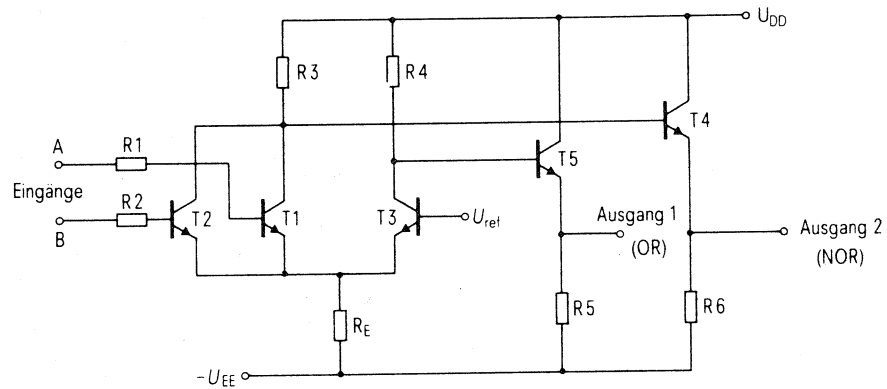 U_DD
R3
R4
T4
A
R1
T5
Eingänge
R2
T2
T1
T3
U_ref
B
Ausgang 1
(OR)
Ausgang 2
(NOR)
R_E
R5
R6
-U_EE